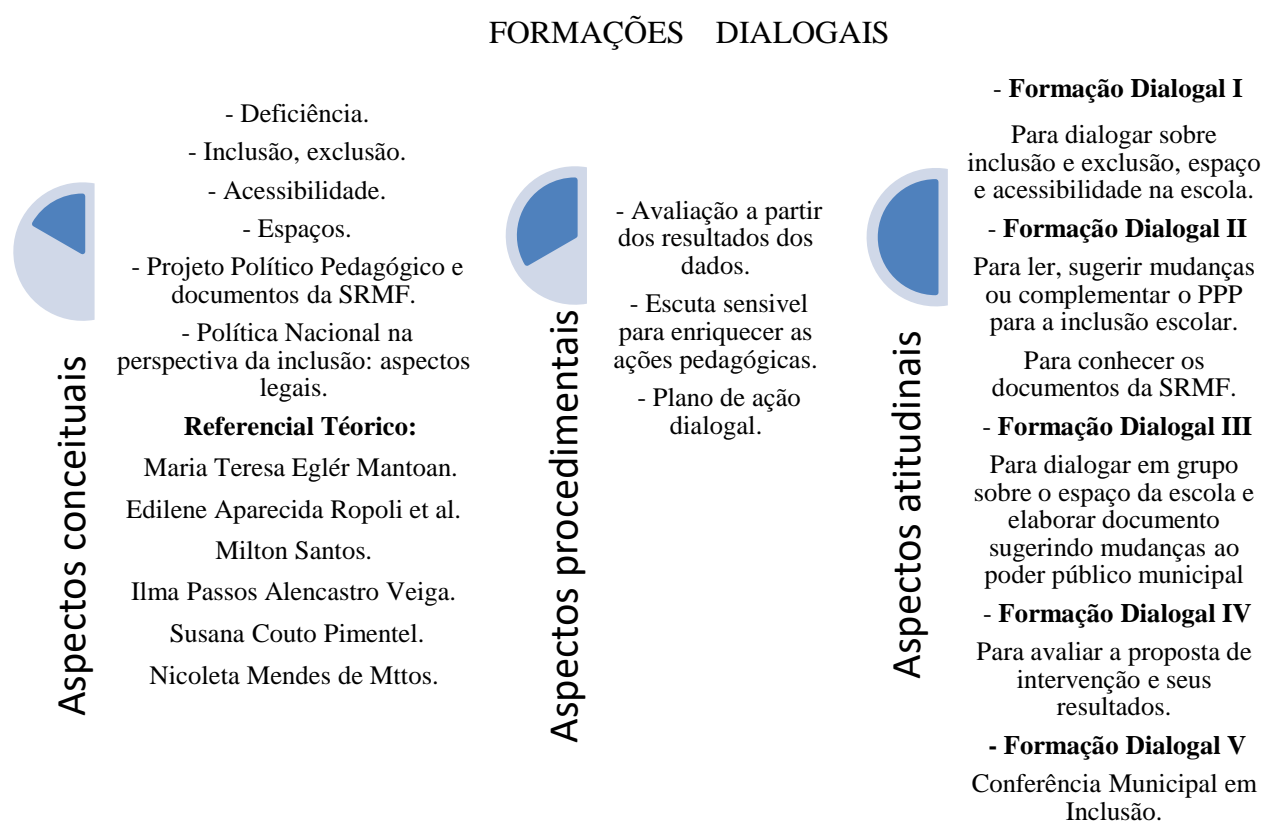 FORMAÇÕES DIALOGAIS
Aspectos conceituais
- Deficiência.
- Inclusão, exclusão.
- Acessibilidade.
- Espaços.
- Projeto Político Pedagógico e
documentos da SRMF.
- Política Nacional na
perspectiva da inclusão: aspectos
legais.
Referencial Téorico:
Maria Teresa Eglér Mantoan.
Edilene Aparecida Ropoli et al.
Milton Santos.
Ilma Passos Alencastro Veiga.
Susana Couto Pimentel.
Nicoleta Mendes de Mttos.
Aspectos procedimentais
- Avaliação a partir
dos resultados dos
dados.
- Escuta sensivel
para enriquecer as
ações pedagógicas.
- Plano de ação
dialogal.
Aspectos atitudinais
- Formação Dialogal I
Para dialogar sobre
inclusão e exclusão, espaço
e acessibilidade na escola.
- Formação Dialogal II
Para ler, sugerir mudanças
ou complementar o PPP
para a inclusão escolar.
Para conhecer os
documentos da SRMF.
- Formação Dialogal III
Para dialogar em grupo
sobre o espaço da escola e
elaborar documento
sugerindo mudanças ao
poder público municipal
- Formação Dialogal IV
Para avaliar a proposta de
intervenção e seus
resultados.
- Formação Dialogal V
Conferência Municipal em
Inclusão.